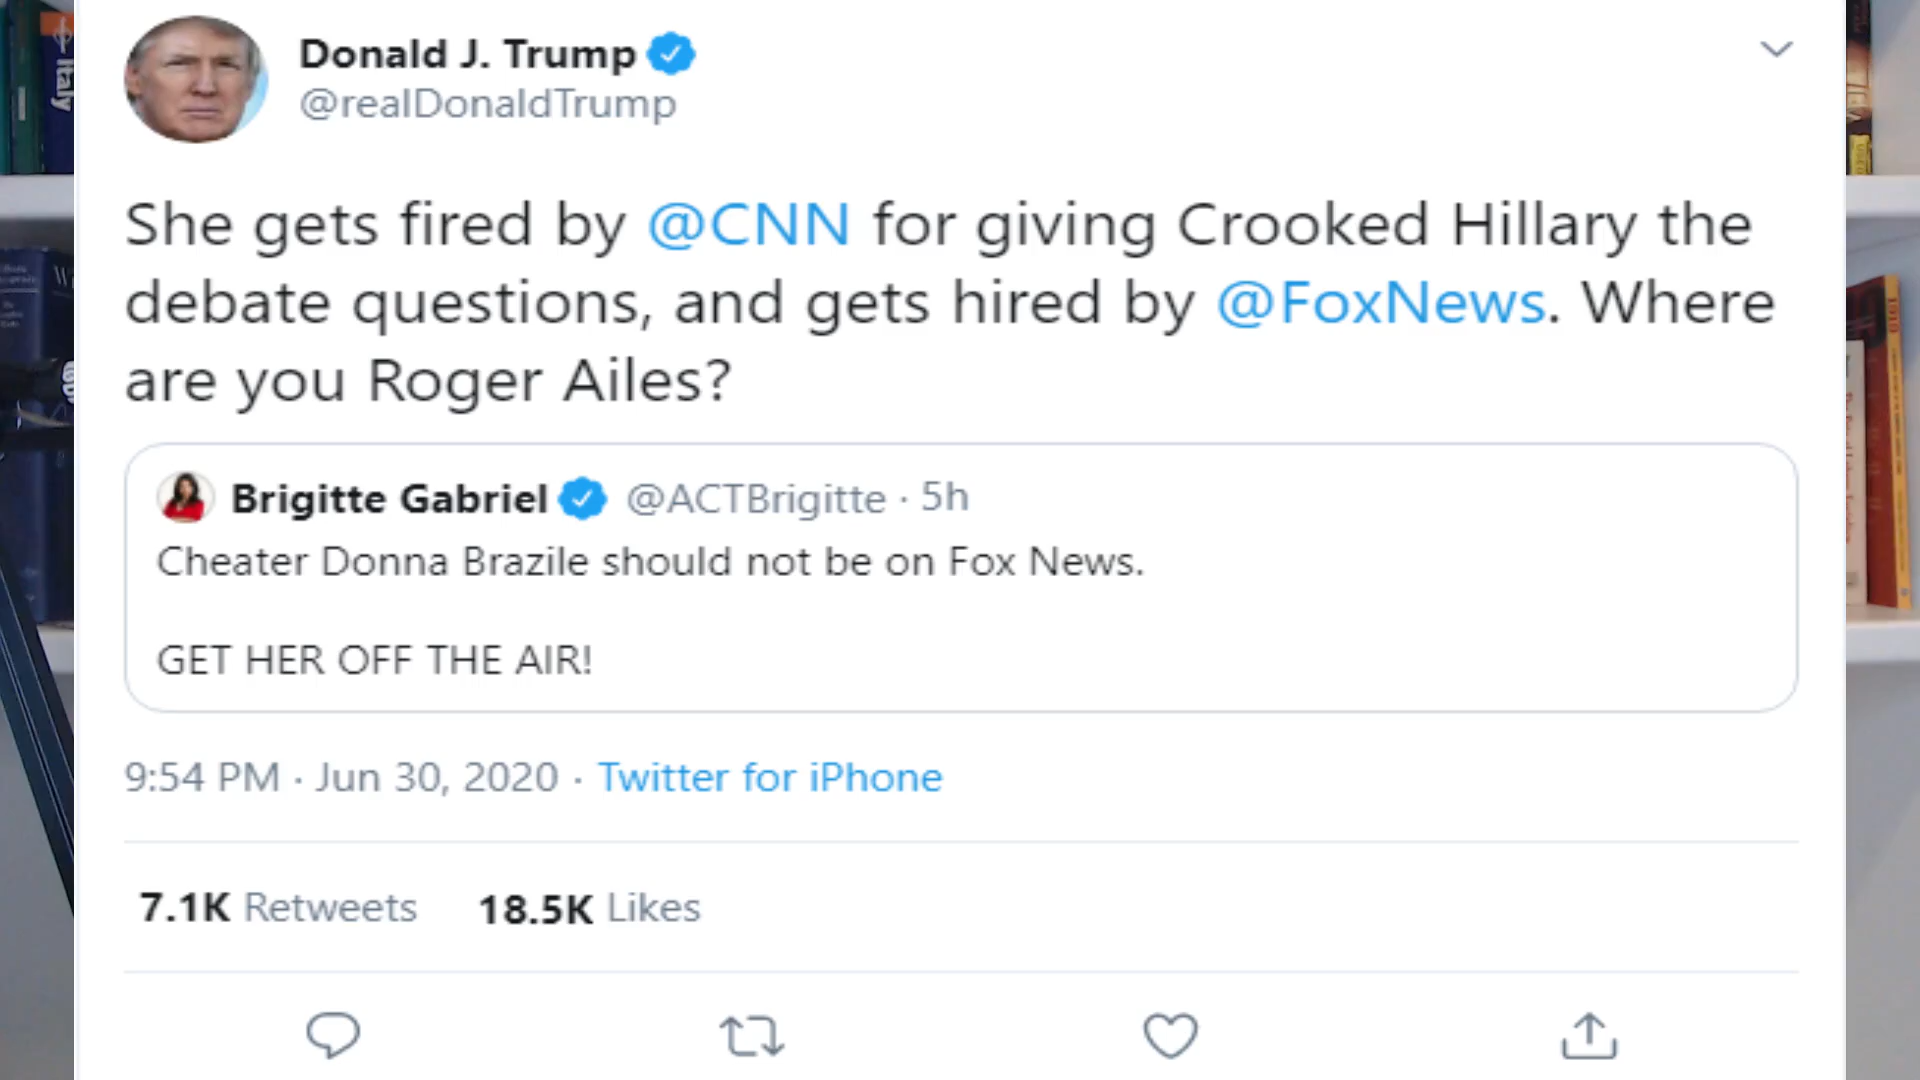 Donald J. Trump
@realDonaldTrump
She gets fired by @CNN for giving Crooked Hillary the
debate questions, and gets hired by @FoxNews. Where
are you Roger Ailes?
Brigitte Gabriel @ACTBrigitte · 5h
Cheater Donna Brazile should not be on Fox News.
GET HER OFF THE AIR!
9:54 PM · Jun 30, 2020 · Twitter for iPhone
7.1K Retweets 18.5K Likes
Italy